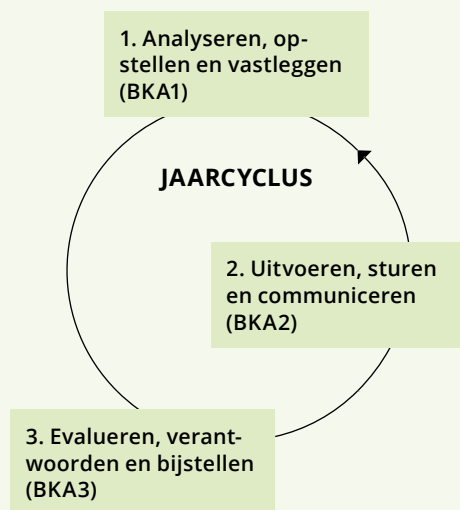 1. Analyseren, op-
stellen en vastleggen
(BKA1)
JAARCYCLUS
2. Uitvoeren, sturen
en communiceren
(BKA2)
3. Evalueren, verant-
woorden en bijstellen
(BKA3)